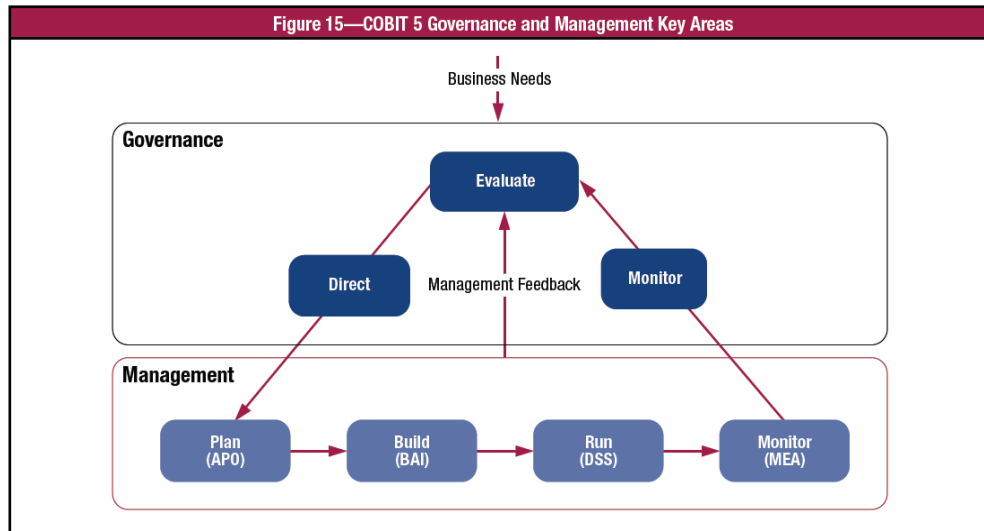 Figure 15—COBIT 5 Governance and Management Key Areas
Business Needs
Governance
Evaluate
Direct
Management Feedback
Monitor
Management
Plan
(APO)
Build
(BAI)
Run
(DSS)
Monitor
(MEA)